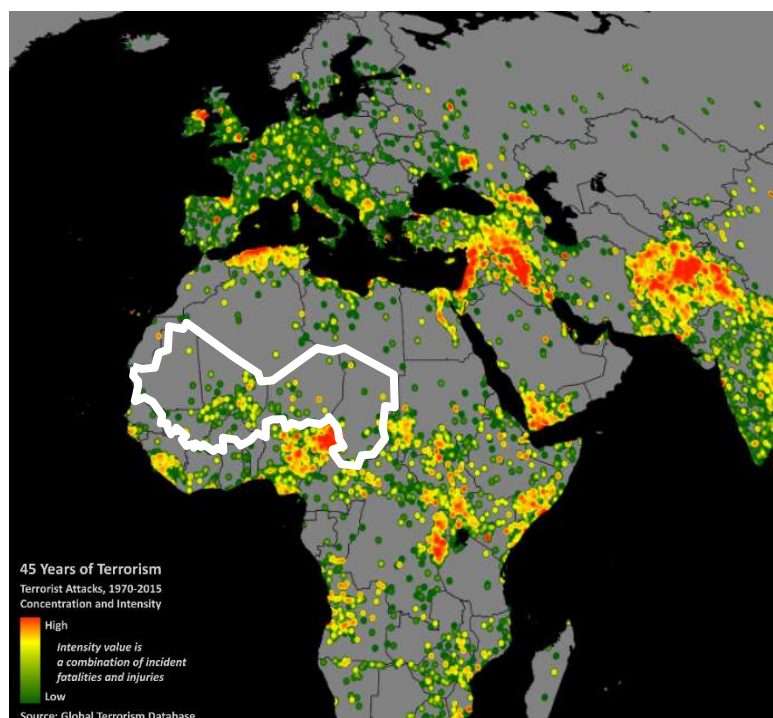 45 Years of Terrorism
Terrorist Attacks, 1970-2015
Concentration and Intensity
High
Intensity value is
a combination of incident
fatalities and injuries
Low
Source: Global Terrorism Database